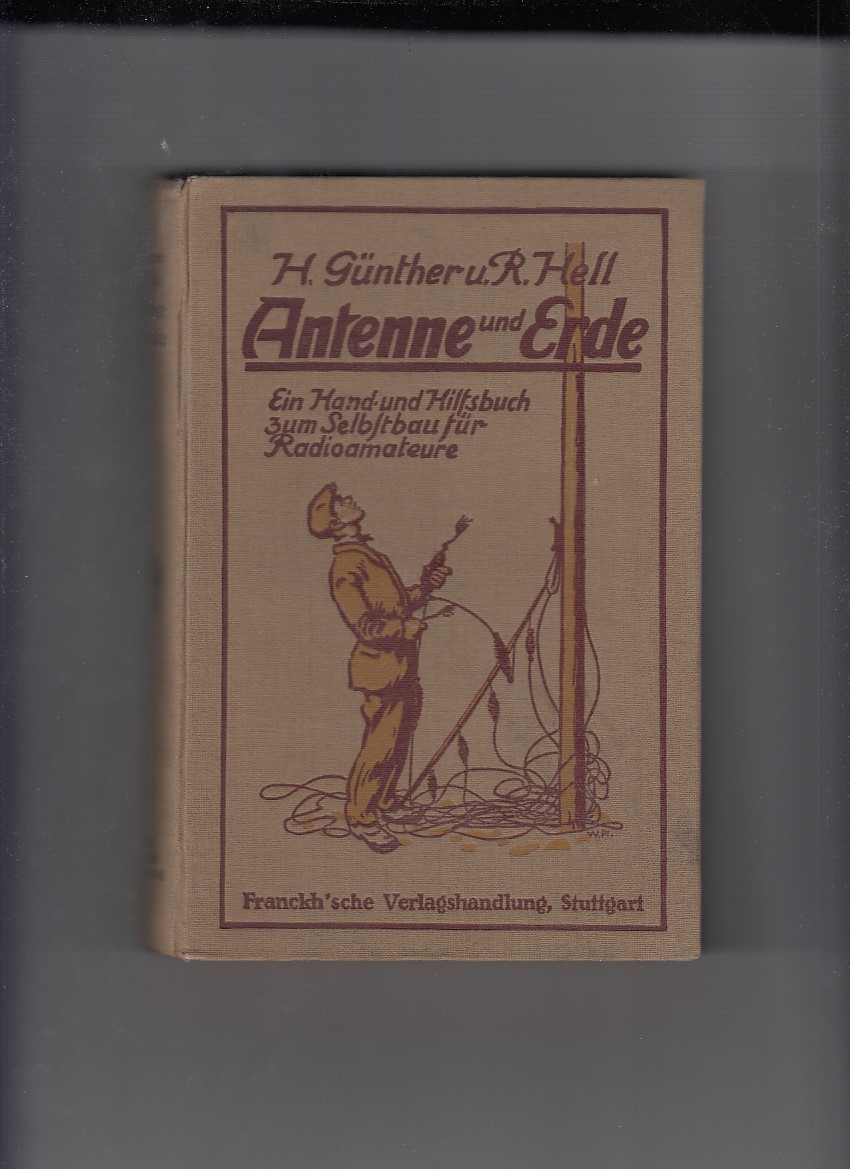 H. Günther u. R. Hell
Antenne und Erde
Ein Hand- und Hilfsbuch
zum Selbſtbau für
Radioamateure
W.P.
Franckh'sche Verlagshandlung, Stuttgart